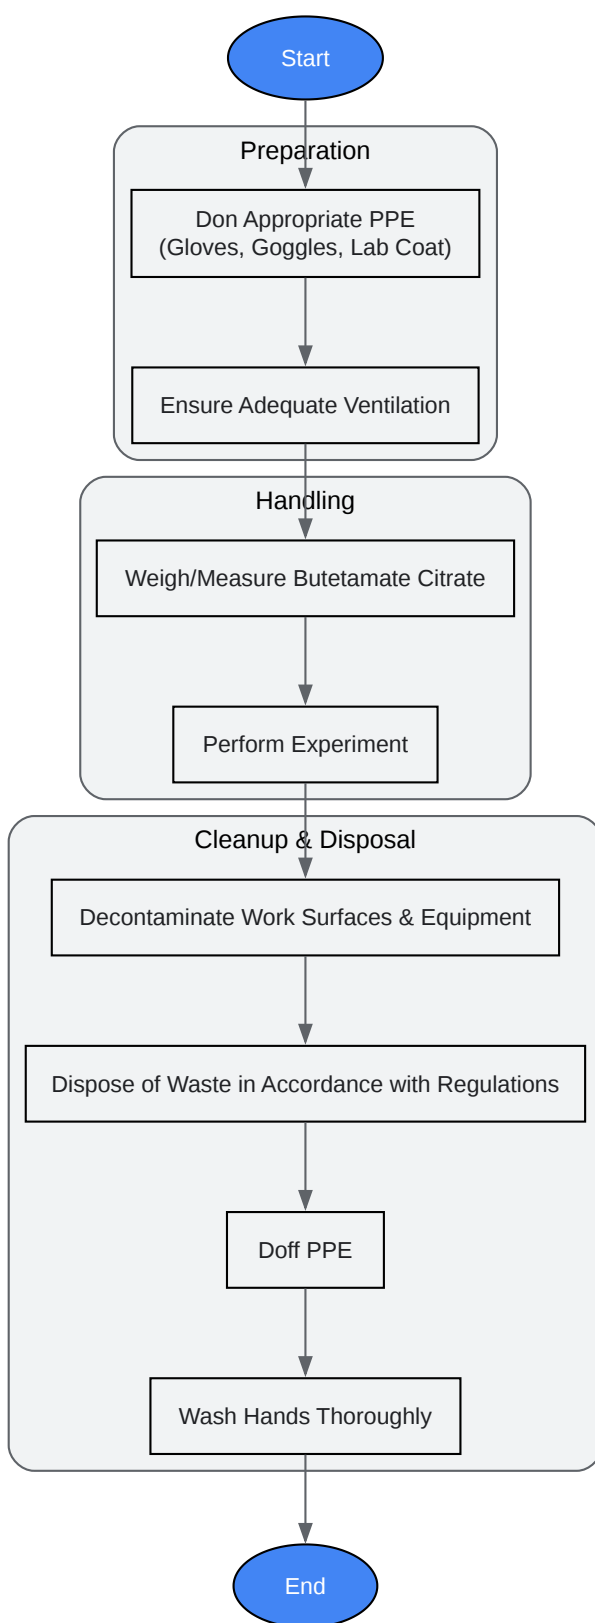 Start
Preparation
Don Appropriate PPE
(Gloves, Goggles, Lab Coat)
Ensure Adequate Ventilation
Handling
Weigh/Measure Butetamate Citrate
Perform Experiment
Cleanup & Disposal
Decontaminate Work Surfaces & Equipment
Dispose of Waste in Accordance with Regulations
Doff PPE
Wash Hands Thoroughly
End